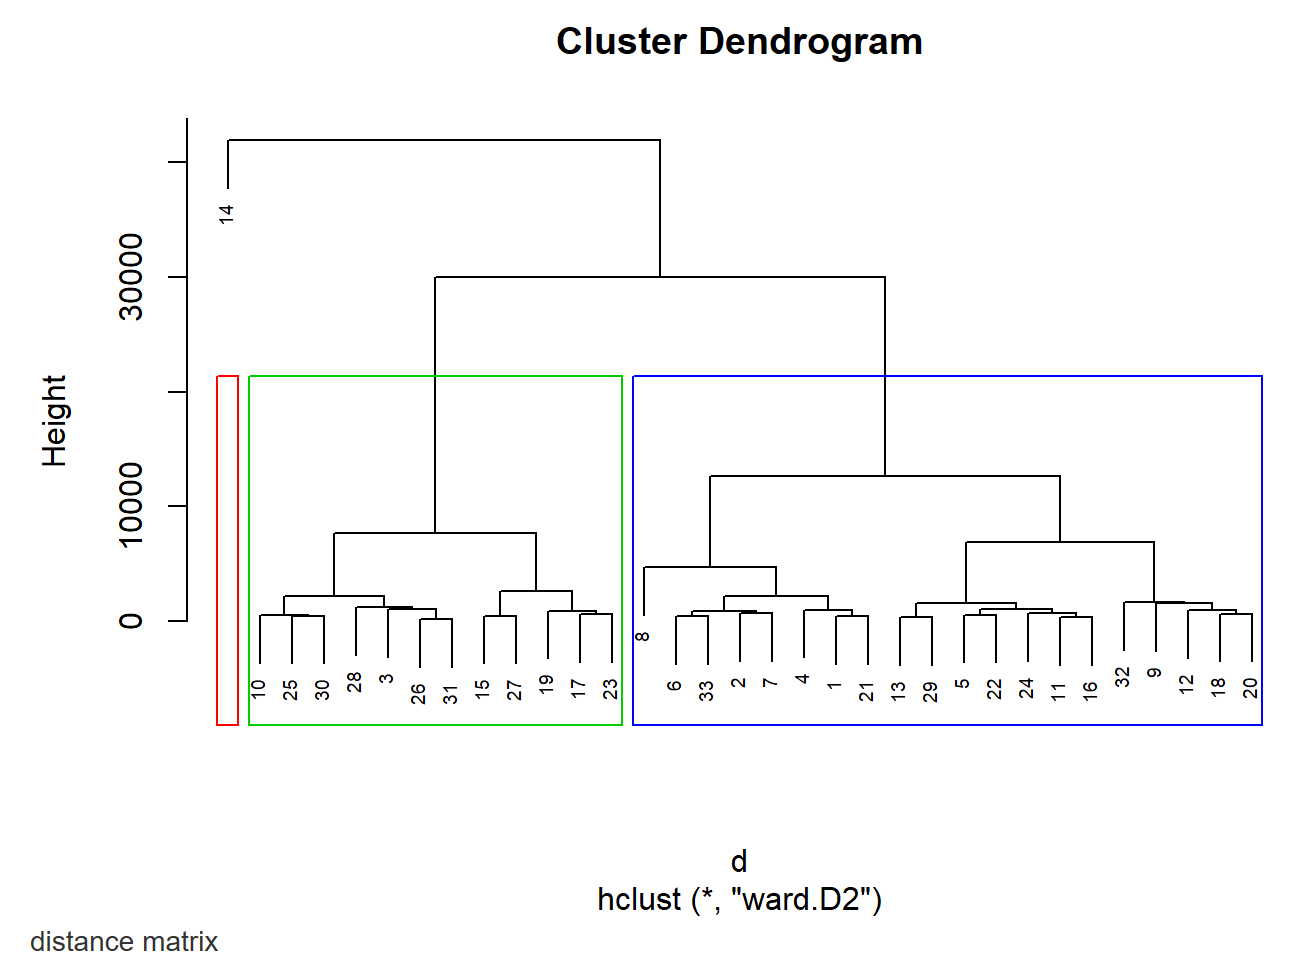 Cluster Dendrogram
Height
30000
10000
0
14
10 25 30 28 3 26 31 15 27 19 17 23 8 6 33 2 7 4 1 21 13 29 5 22 24 11 16 32 9 12 18 20
d
hclust (*, "ward.D2")
distance matrix